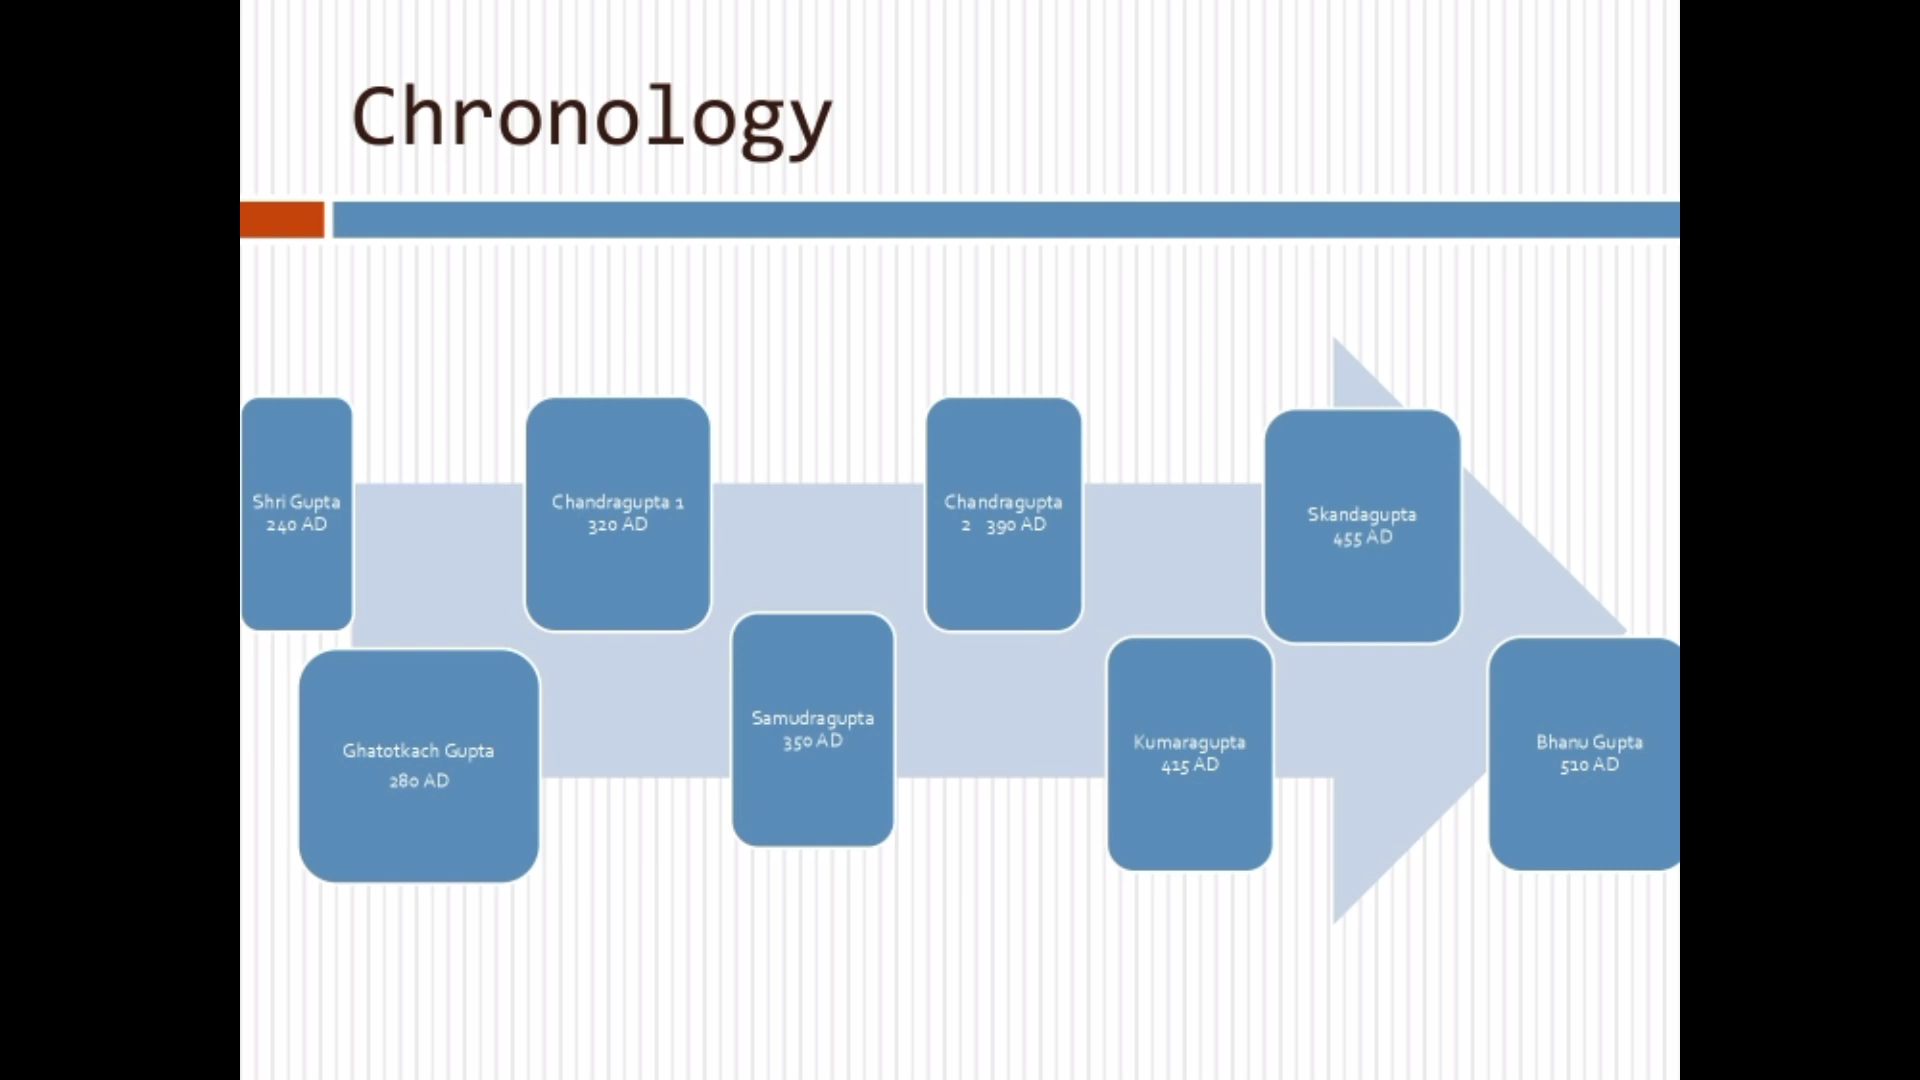 Chronology
Shri Gupta
240 AD
Ghatotkach Gupta
280 AD
Chandragupta 1
320 AD
Samudragupta
350 AD
Chandragupta
2 390 AD
Kumaragupta
415 AD
Skandagupta
455 AD
Bhanu Gupta
510 AD